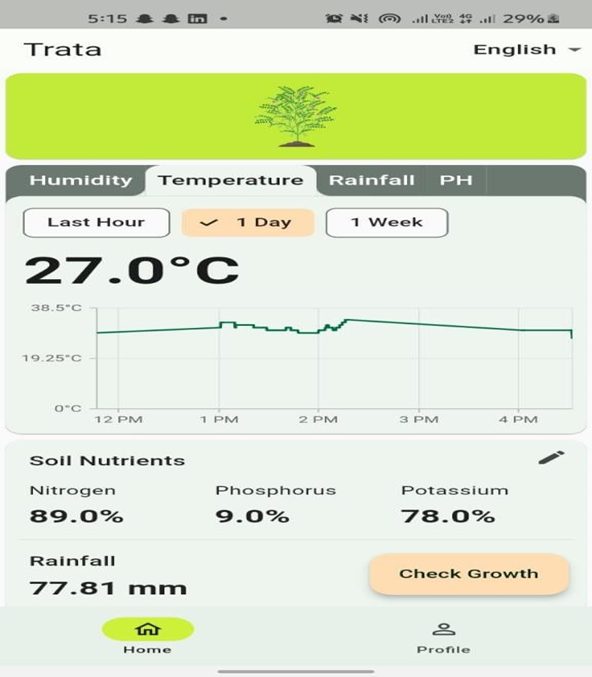 5:15 29%
Trata English
Humidity Temperature Rainfall PH
Last Hour 1 Day 1 Week
27.0°C
38.5°C
19.25°C
0°C
12 PM 1 PM 2 PM 3 PM 4 PM
Soil Nutrients
Nitrogen Phosphorus Potassium
89.0% 9.0% 78.0%
Rainfall
77.81 mm
Check Growth
Home Profile